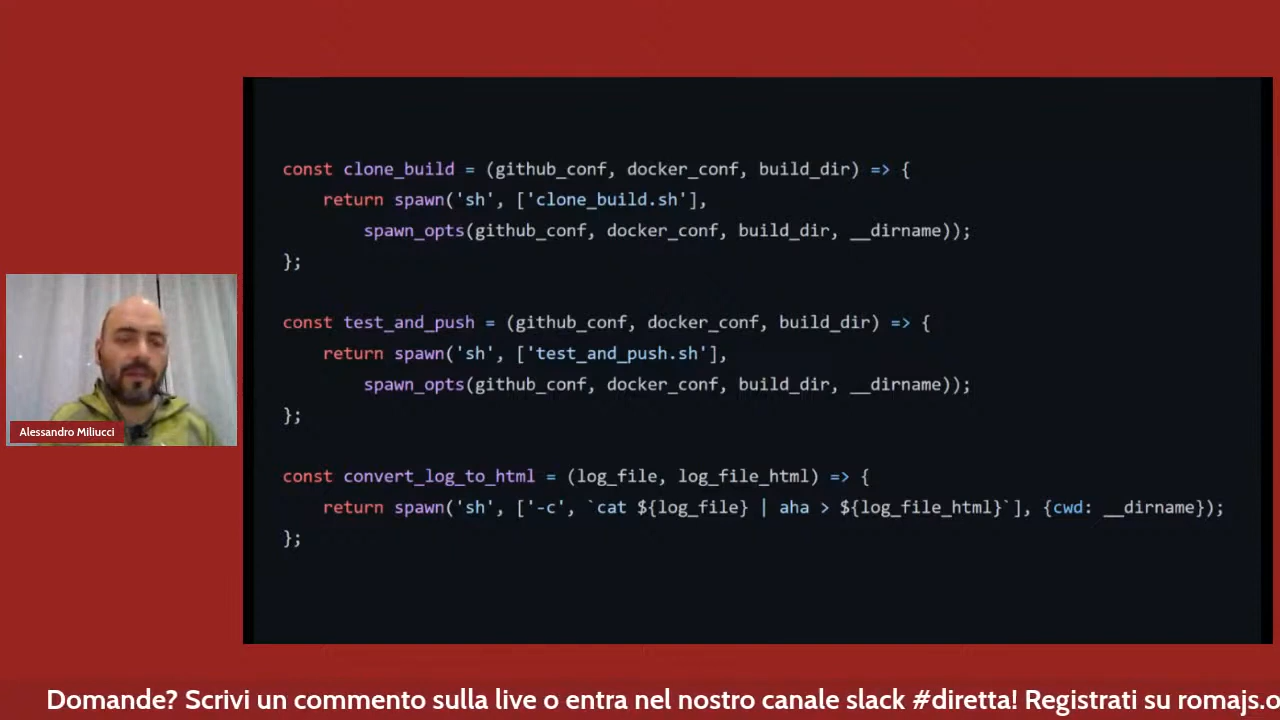 const clone_build = (github_conf, docker_conf, build_dir) => {
    return spawn('sh', ['clone_build.sh'],
        spawn_opts(github_conf, docker_conf, build_dir, __dirname));
};
const test_and_push = (github_conf, docker_conf, build_dir) => {
    return spawn('sh', ['test_and_push.sh'],
        spawn_opts(github_conf, docker_conf, build_dir, __dirname));
};
const convert_log_to_html = (log_file, log_file_html) => {
    return spawn('sh', ['-c', `cat ${log_file} | aha > ${log_file_html}`], {cwd: __dirname});
};
Alessandro Miliucci
Domande? Scrivi un commento sulla live o entra nel nostro canale slack #diretta! Registrati su romajs.o